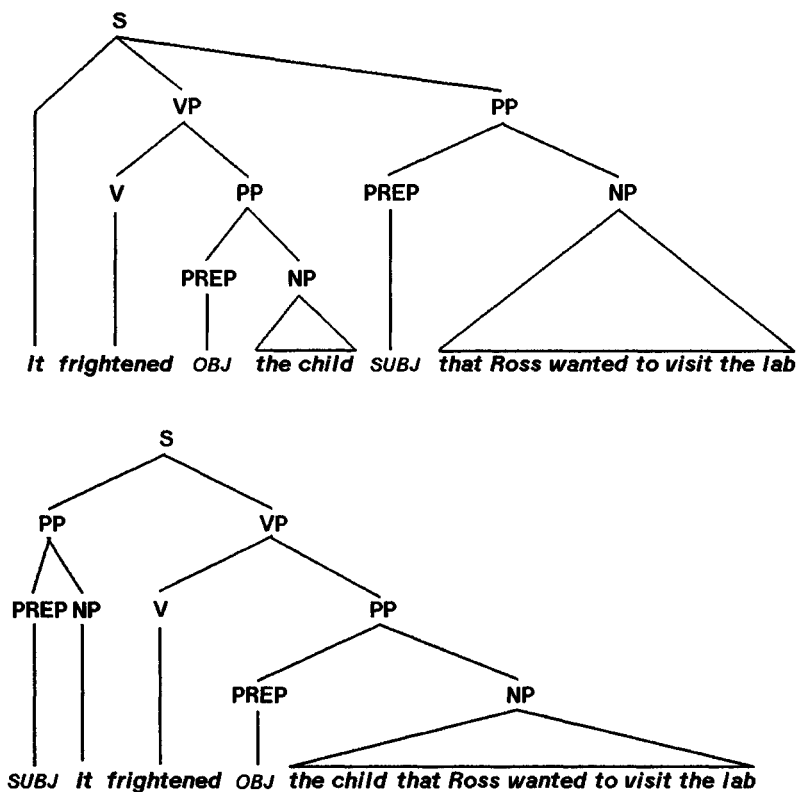 S
VP PP
V PP PREP NP
PREP NP
It frightened OBJ the child SUBJ that Ross wanted to visit the lab
S
PP VP
PREP NP V PP
PREP NP
SUBJ it frightened OBJ the child that Ross wanted to visit the lab